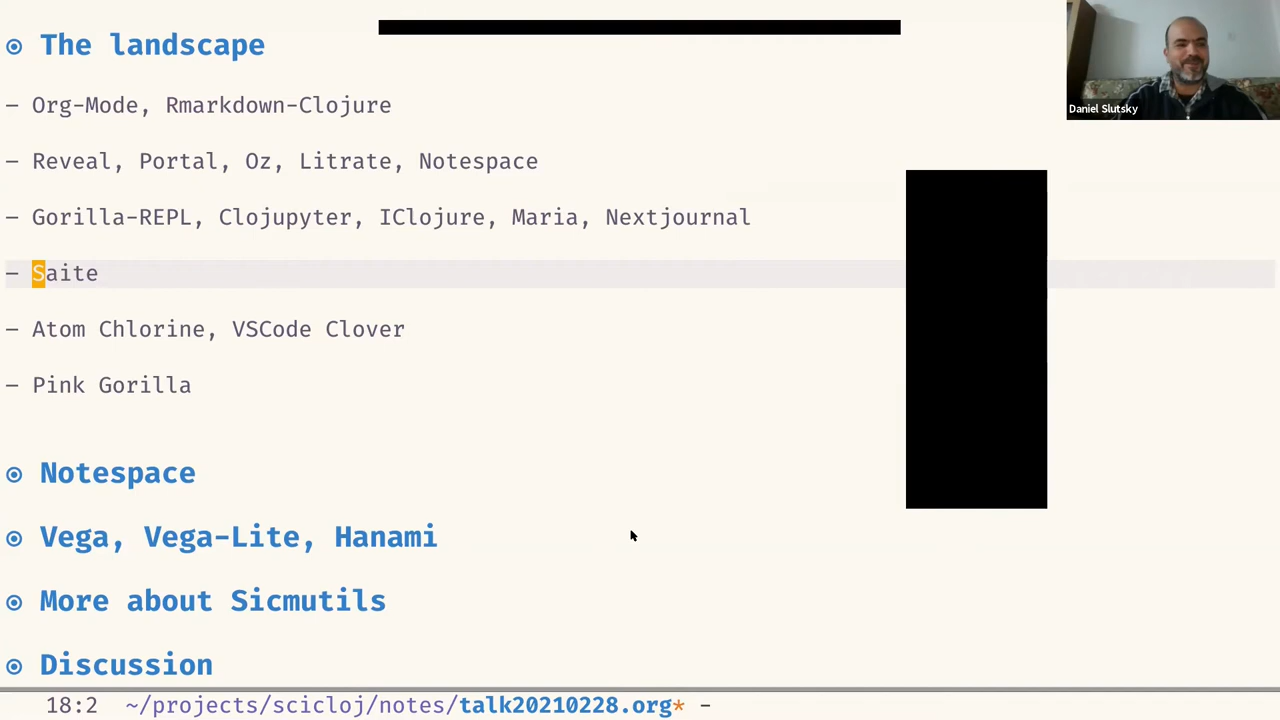 The landscape
– Org-Mode, Rmarkdown-Clojure
– Reveal, Portal, Oz, Litrate, Notespace
– Gorilla-REPL, Clojupyter, IClojure, Maria, Nextjournal
– Saite
– Atom Chlorine, VSCode Clover
– Pink Gorilla
Notespace
Vega, Vega-Lite, Hanami
More about Sicmutils
Discussion
18:2 ~/projects/scicloj/notes/talk20210228.org* –
Daniel Slutsky